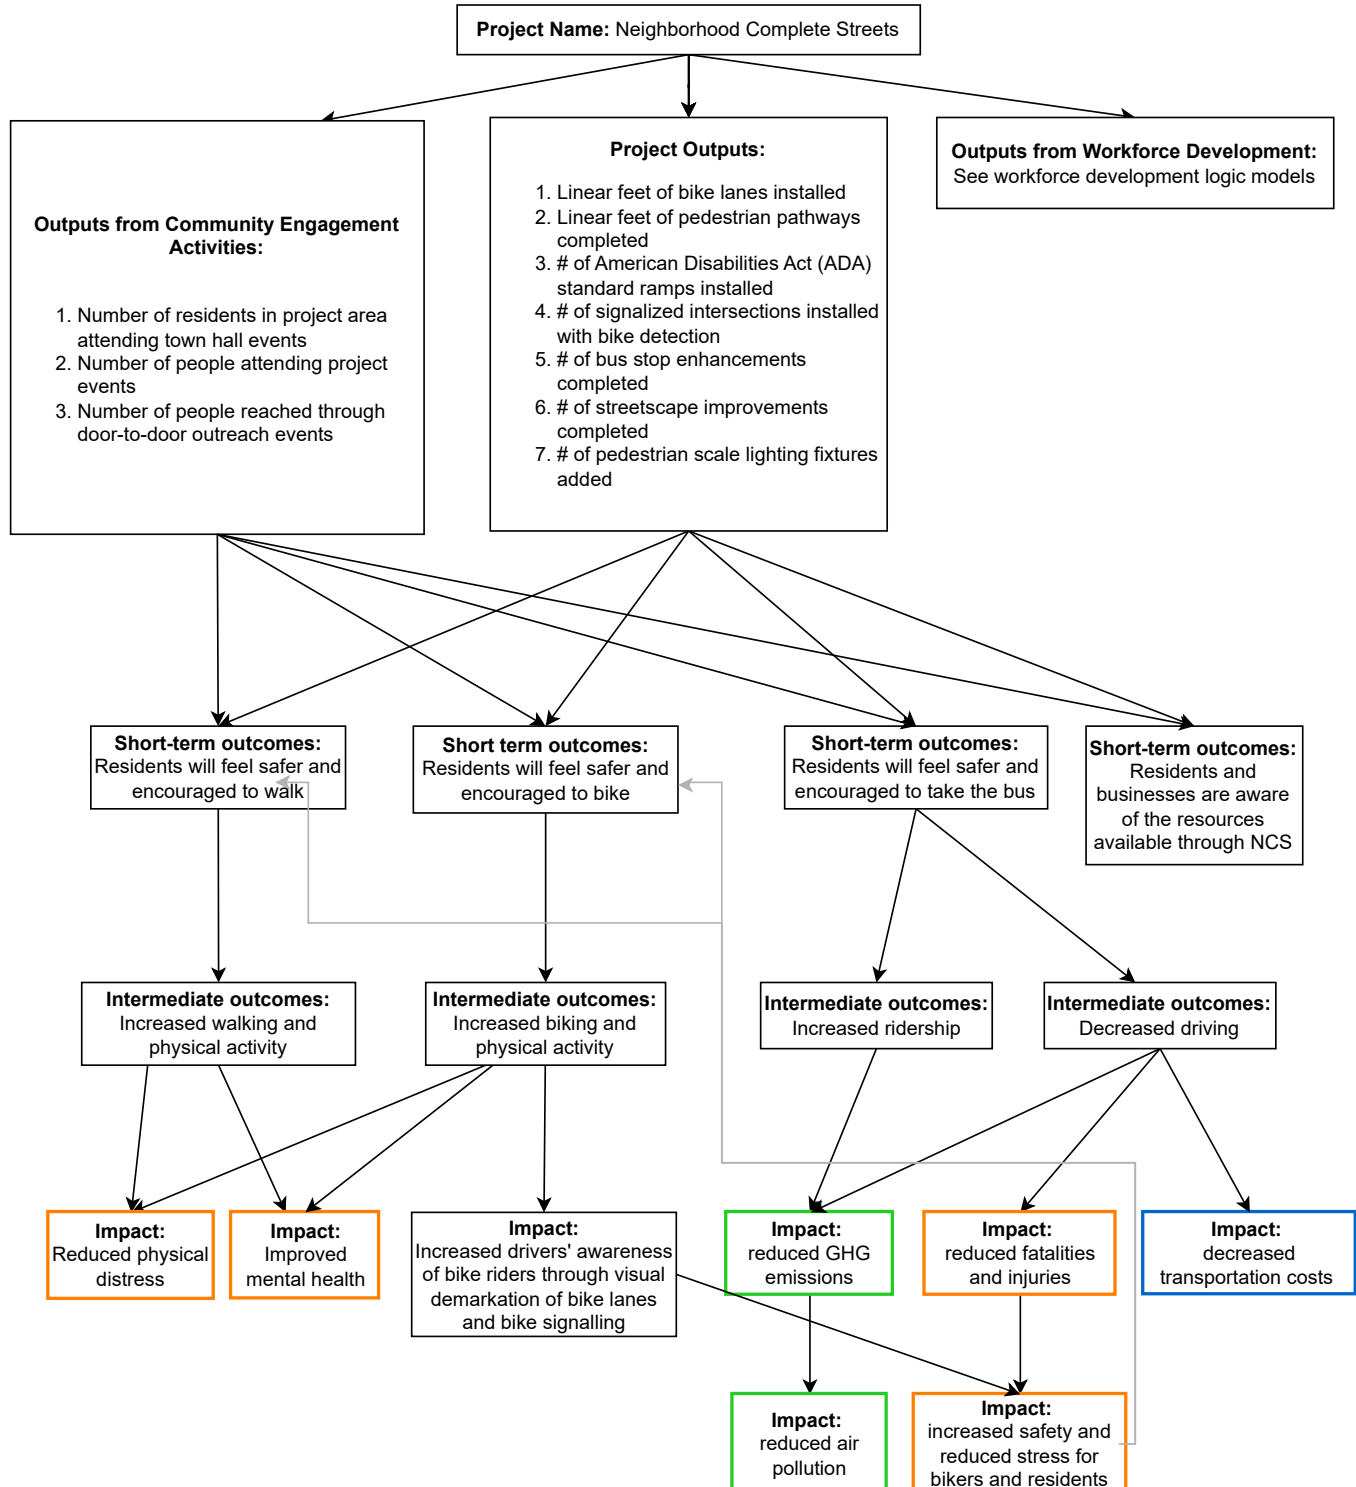 Project Name: Neighborhood Complete Streets
Outputs from Community Engagement
Activities:
1. Number of residents in project area
attending town hall events
2. Number of people attending project
events
3. Number of people reached through
door-to-door outreach events
Project Outputs:
1. Linear feet of bike lanes installed
2. Linear feet of pedestrian pathways
completed
3. # of American Disabilities Act (ADA)
standard ramps installed
4. # of signalized intersections installed
with bike detection
5. # of bus stop enhancements
completed
6. # of streetscape improvements
completed
7. # of pedestrian scale lighting fixtures
added
Outputs from Workforce Development:
See workforce development logic models
Short-term outcomes:
Residents will feel safer and
encouraged to walk
Short term outcomes:
Residents will feel safer and
encouraged to bike
Short-term outcomes:
Residents will feel safer and
encouraged to take the bus
Short-term outcomes:
Residents and
businesses are aware
of the resources
available through NCS
Intermediate outcomes:
Increased walking and
physical activity
Intermediate outcomes:
Increased biking and
physical activity
Intermediate outcomes:
Increased ridership
Intermediate outcomes:
Decreased driving
Impact:
Reduced physical
distress
Impact:
Improved
mental health
Impact:
Increased drivers' awareness
of bike riders through visual
demarkation of bike lanes
and bike signalling
Impact:
reduced GHG
emissions
Impact:
reduced fatalities
and injuries
Impact:
decreased
transportation costs
Impact:
reduced air
pollution
Impact:
increased safety and
reduced stress for
bikers and residents